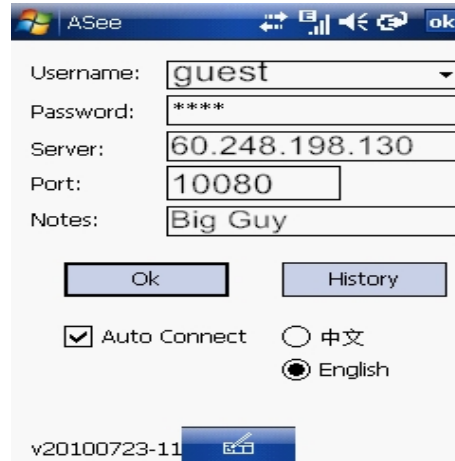 ASee E ok
Username: guest
Password: ****
Server: 60.248.198.130
Port: 10080
Notes: Big Guy
Ok History
Auto Connect 中文
English
v20100723-11